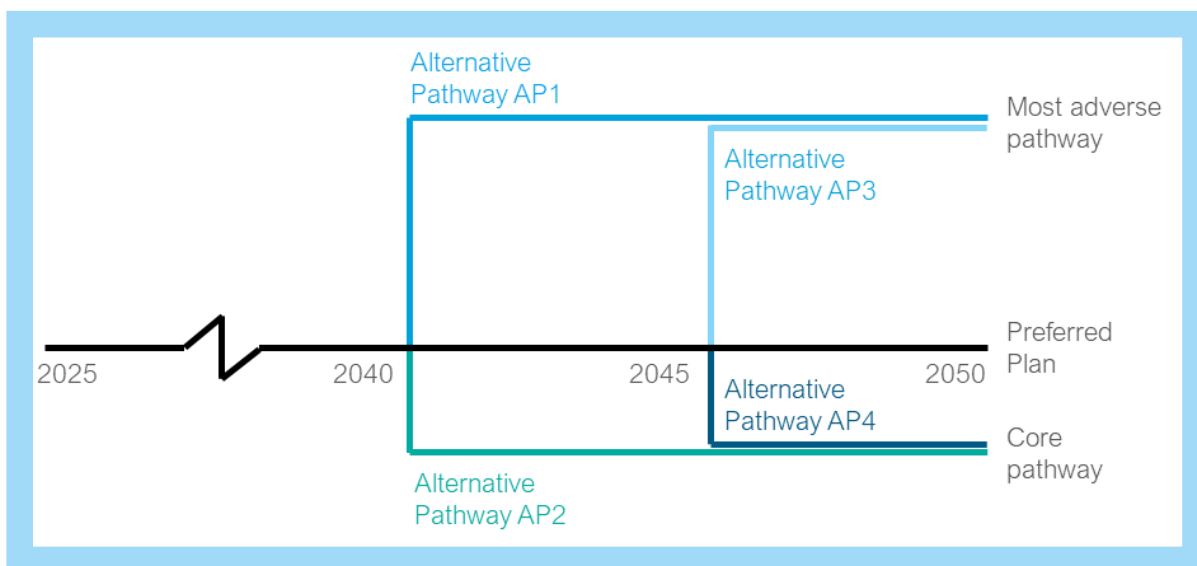 Alternative
Pathway AP1
Most adverse
pathway
Alternative
Pathway AP3
Preferred
Plan
2025
2040
2045
2050
Alternative
Pathway AP4
Core
pathway
Alternative
Pathway AP2